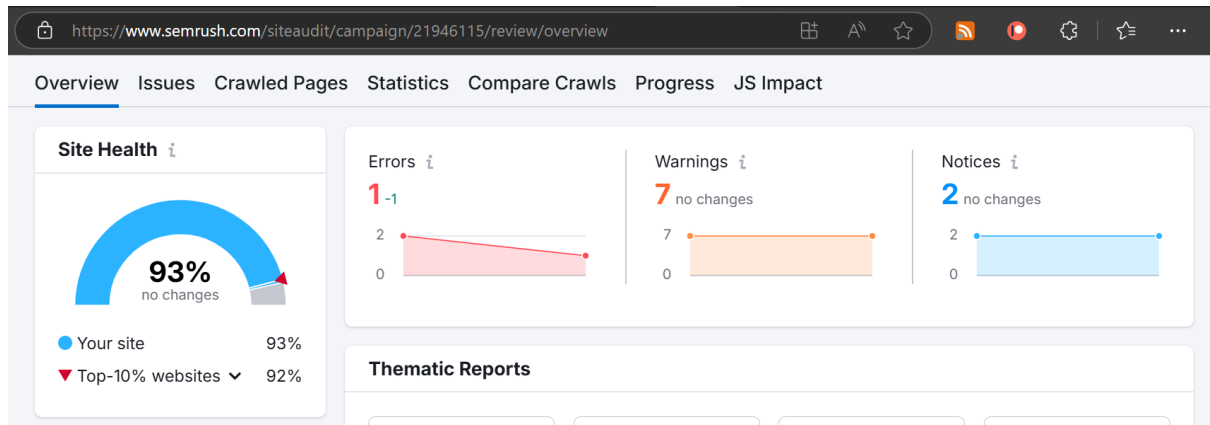 https://www.semrush.com/siteaudit/campaign/21946115/review/overview
Overview Issues Crawled Pages Statistics Compare Crawls Progress JS Impact
Site Health i
93%
no changes
Your site 93%
Top-10% websites 92%
Errors i
1 -1
2
0
Warnings i
7 no changes
7
0
Notices i
2 no changes
2
0
Thematic Reports